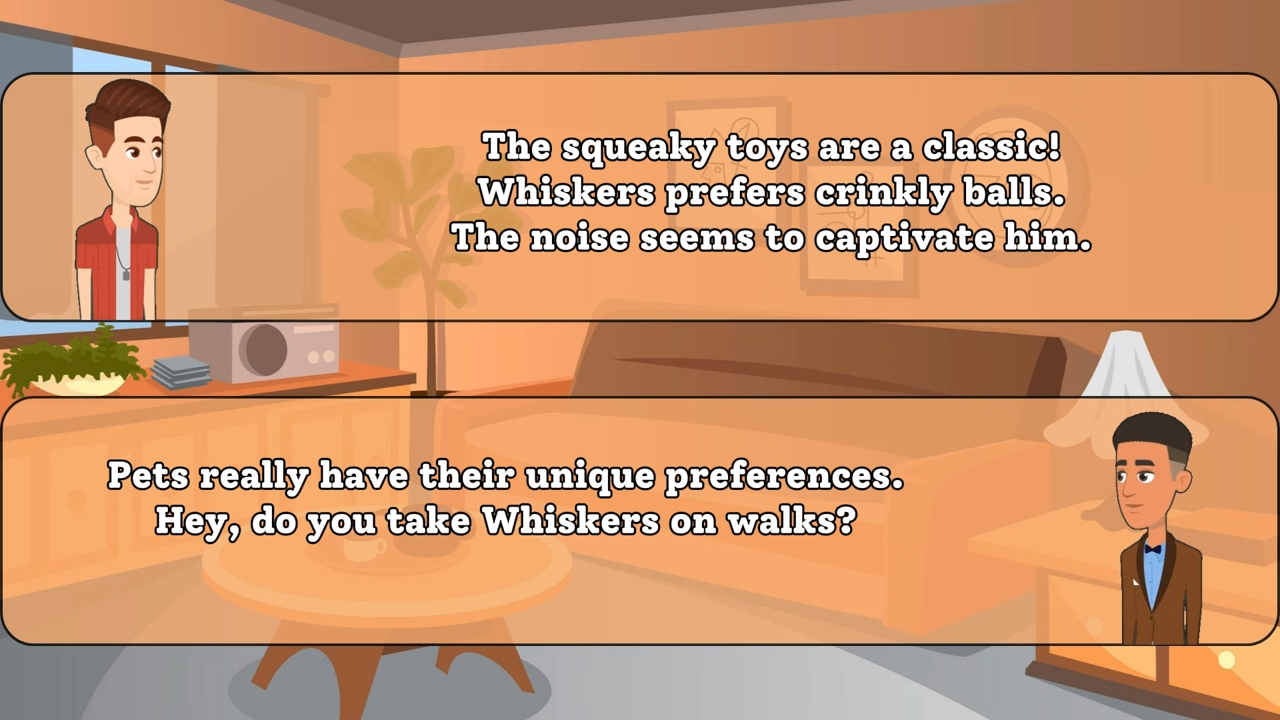 The squeaky toys are a classic!
Whiskers prefers crinkly balls.
The noise seems to captivate him.
Pets really have their unique preferences.
Hey, do you take Whiskers on walks?